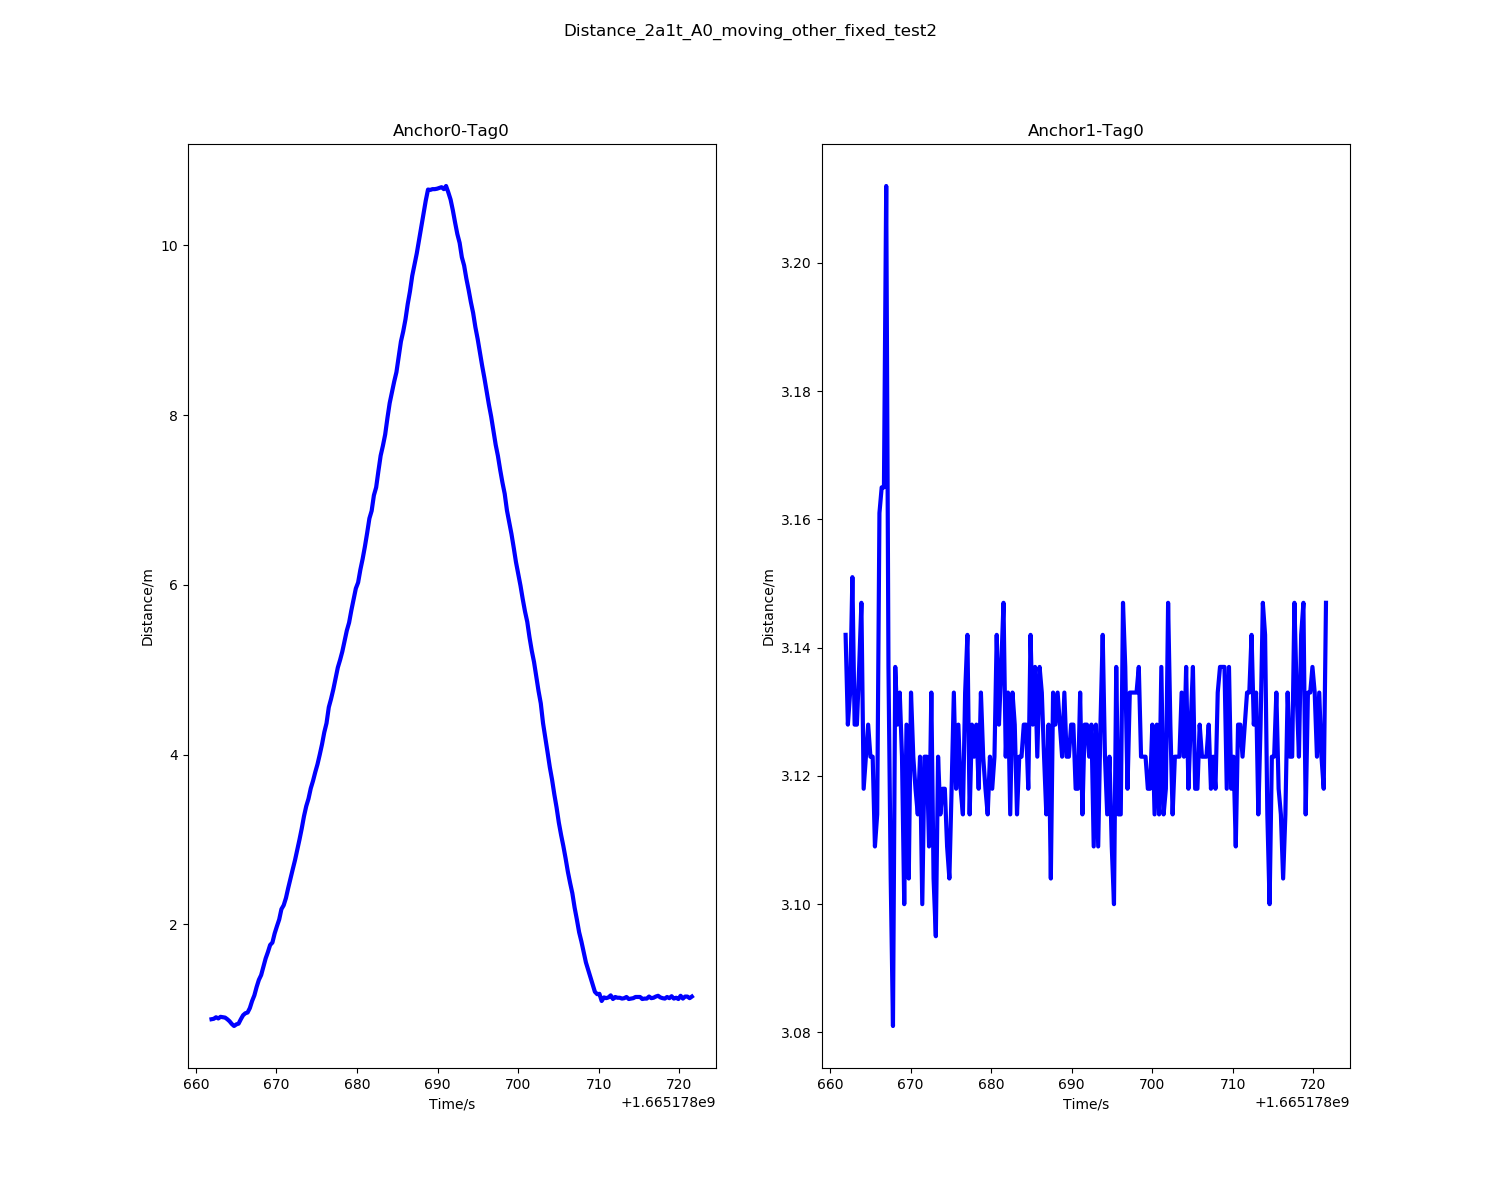 Distance_2a1t_A0_moving_other_fixed_test2
Anchor0-Tag0
10
8
6
4
2
Distance/m
660 670 680 690 700 710 720
Time/s
+1.665178e9
Anchor1-Tag0
3.20
3.18
3.16
3.14
3.12
3.10
3.08
Distance/m
660 670 680 690 700 710 720
Time/s
+1.665178e9